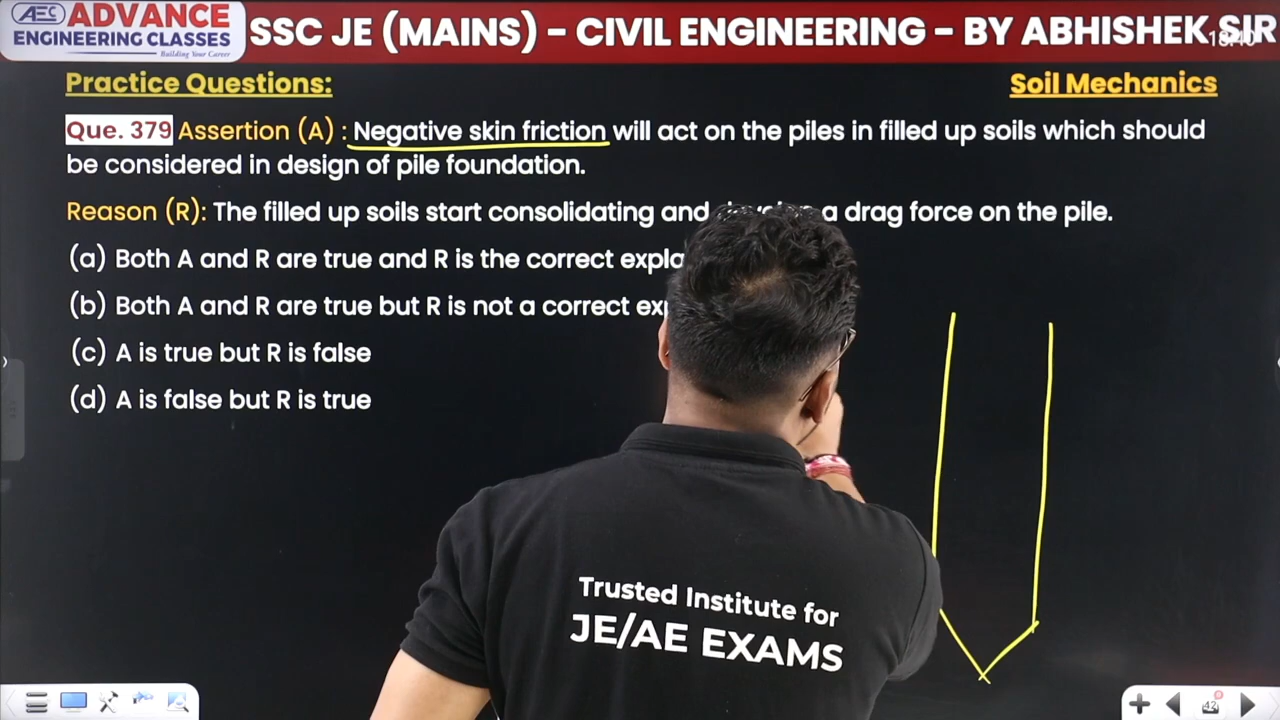 AEC ADVANCE
ENGINEERING CLASSES
Building Your Career
SSC JE (MAINS) – CIVIL ENGINEERING – BY ABHISHEK SIR
Practice Questions:
Soil Mechanics
Que. 379 Assertion (A) : Negative skin friction will act on the piles in filled up soils which should
be considered in design of pile foundation.
Reason (R): The filled up soils start consolidating and a drag force on the pile.
(a) Both A and R are true and R is the correct
(b) Both A and R are true but R is not a correct
(c) A is true but R is false
(d) A is false but R is true
Trusted Institute for
JE/AE EXAMS